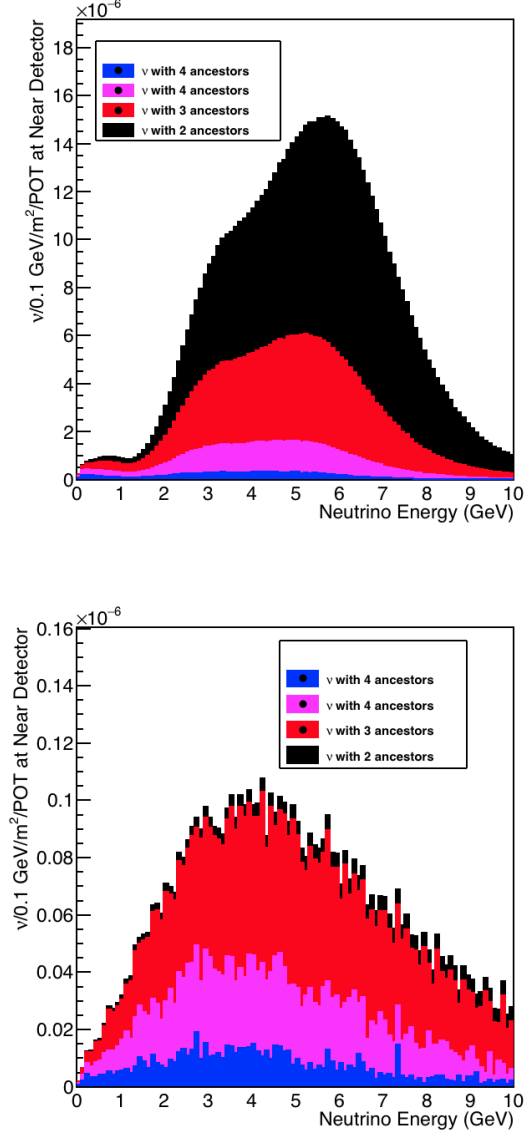 ×10⁻⁶
18
16
14
12
10
8
6
4
2
0
ν/0.1 GeV/m²/POT at Near Detector
ν with 4 ancestors
ν with 4 ancestors
ν with 3 ancestors
ν with 2 ancestors
0 1 2 3 4 5 6 7 8 9 10
Neutrino Energy (GeV)
×10⁻⁶
0.16
0.14
0.12
0.1
0.08
0.06
0.04
0.02
0
ν/0.1 GeV/m²/POT at Near Detector
ν with 4 ancestors
ν with 4 ancestors
ν with 3 ancestors
ν with 2 ancestors
0 1 2 3 4 5 6 7 8 9 10
Neutrino Energy (GeV)